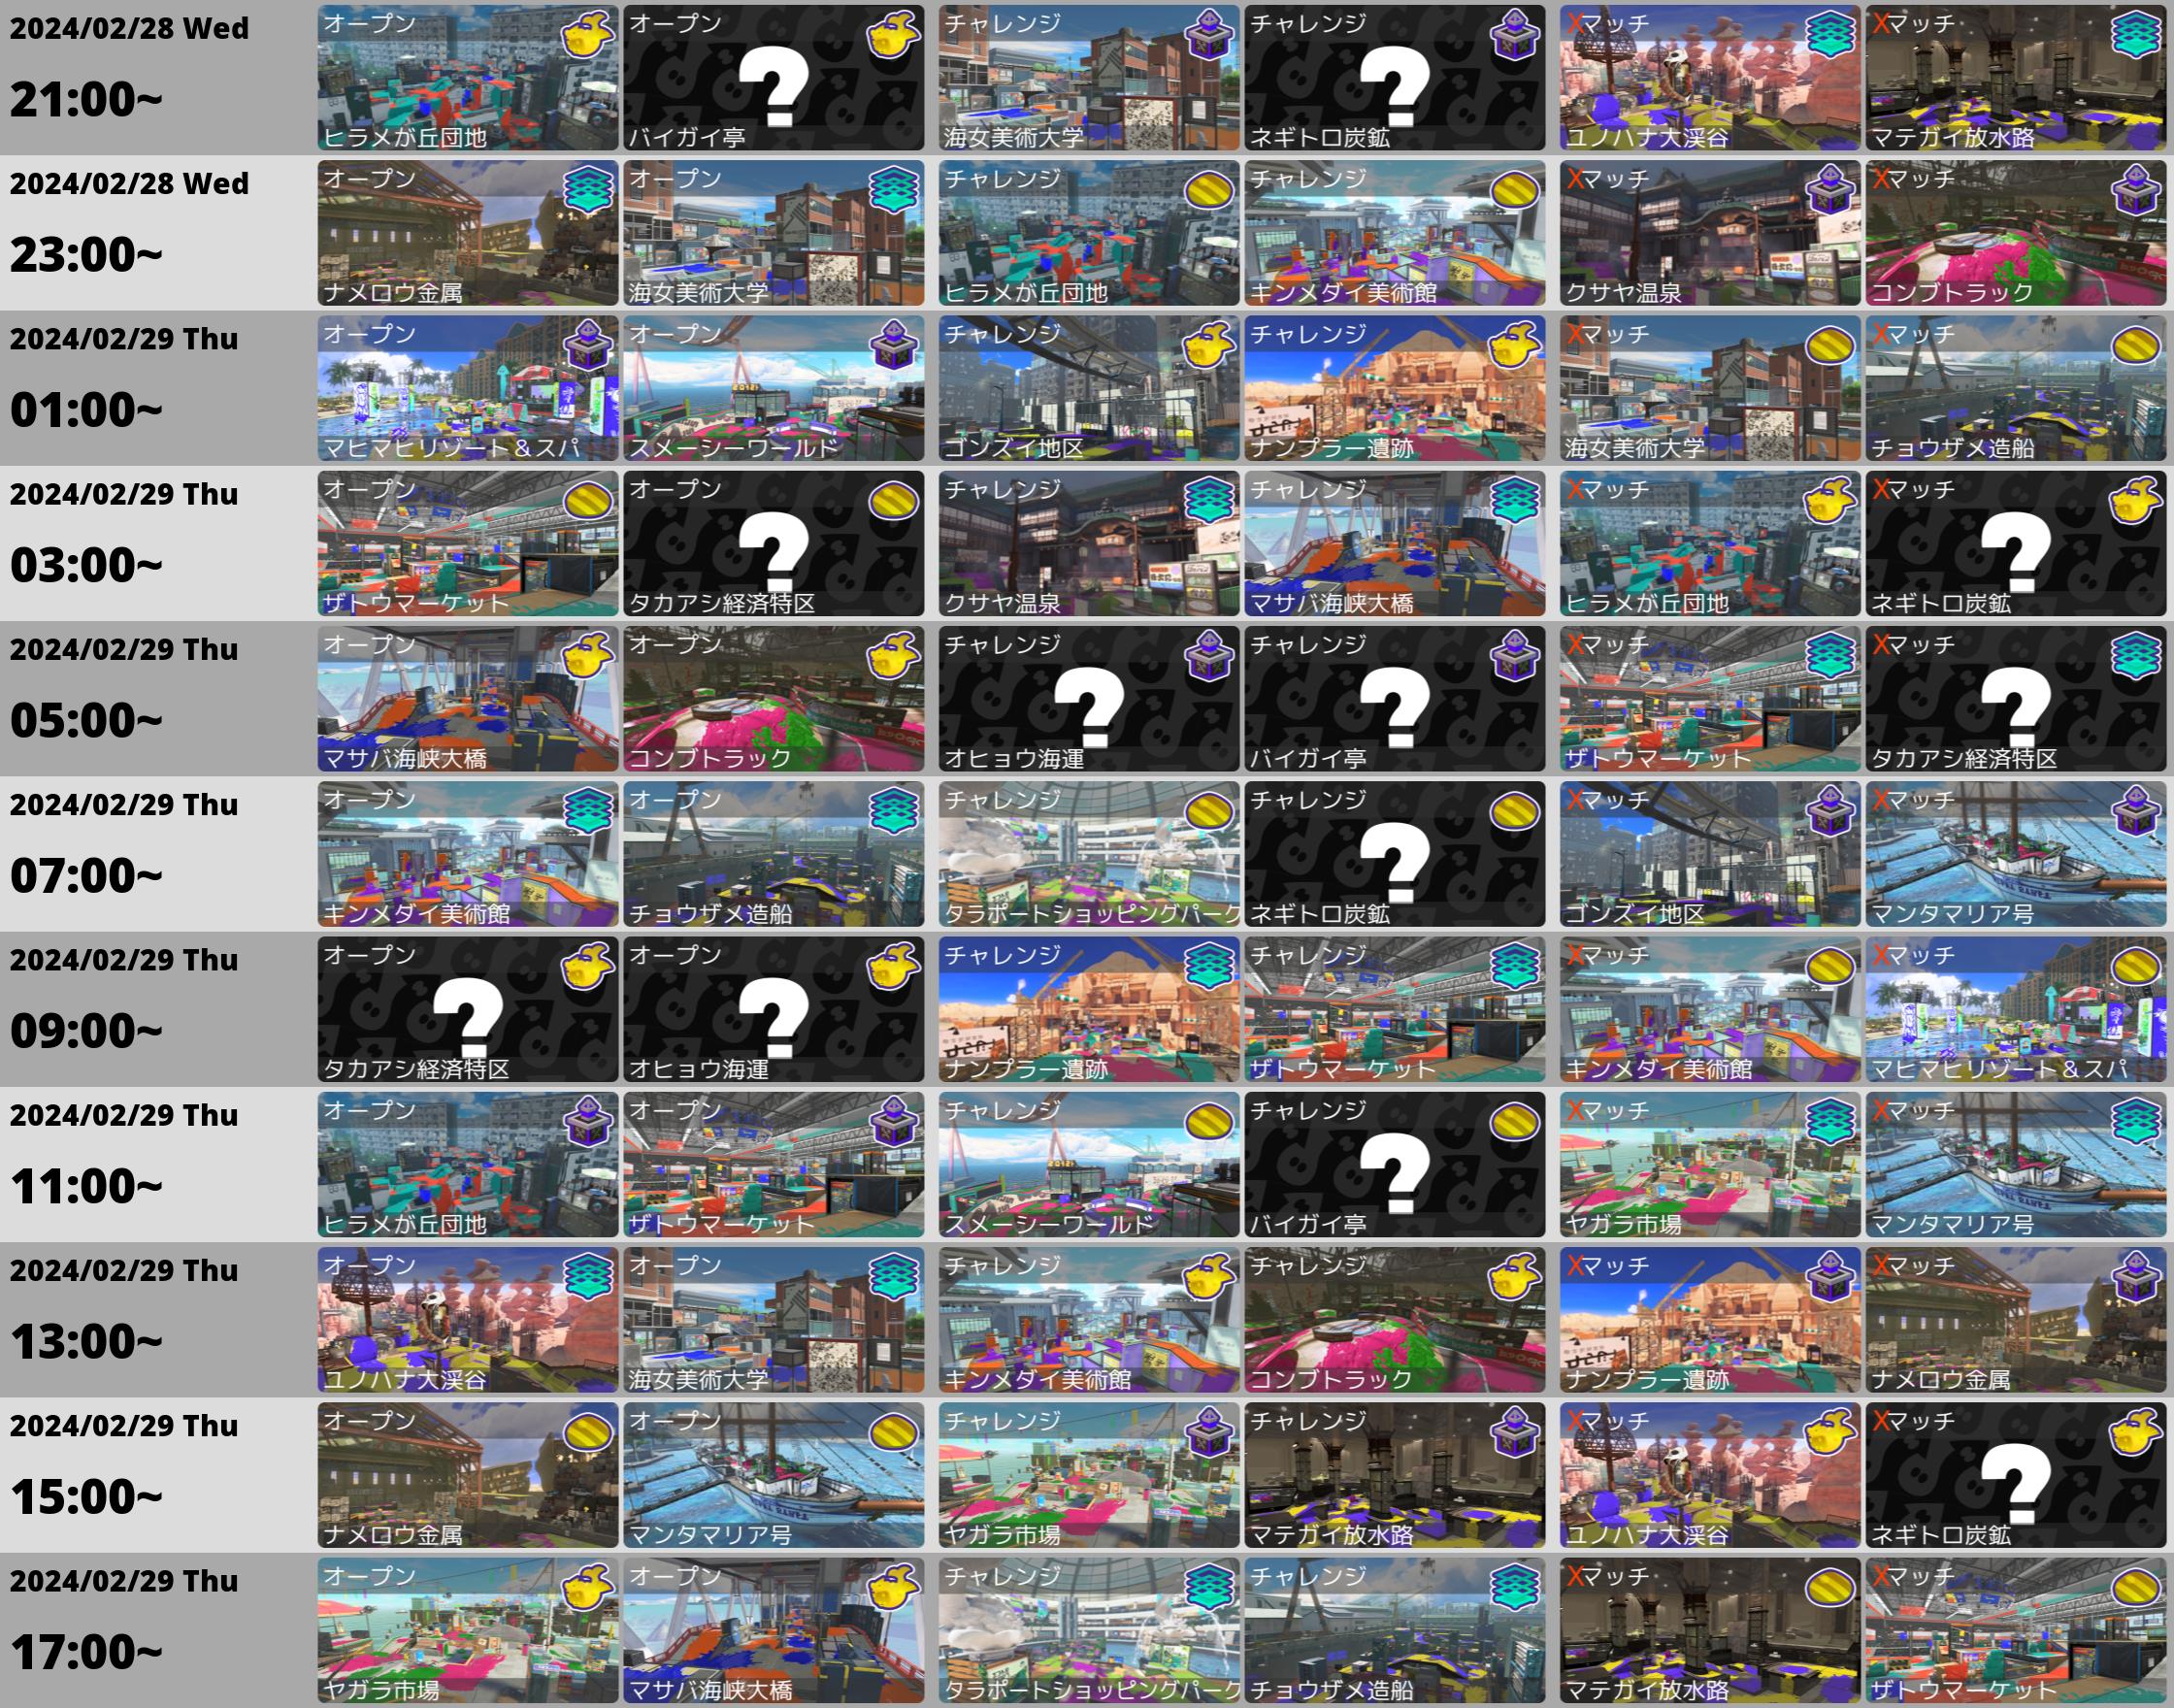 2024/02/28 Wed
21:00~
オープン オープン チャレンジ チャレンジ Xマッチ Xマッチ
ヒラメが丘団地 バイガイ亭 海女美術大学 ネギトロ炭鉱 ユノハナ大渓谷 マテガイ放水路
2024/02/28 Wed
23:00~
オープン オープン チャレンジ チャレンジ Xマッチ Xマッチ
ナメロウ金属 海女美術大学 ヒラメが丘団地 キンメダイ美術館 クサヤ温泉 コンブトラック
2024/02/29 Thu
01:00~
オープン オープン チャレンジ チャレンジ Xマッチ Xマッチ
マヒマヒリゾート&スパ スメーシーワールド ゴンズイ地区 ナンプラー遺跡 海女美術大学 チョウザメ造船
2024/02/29 Thu
03:00~
オープン オープン チャレンジ チャレンジ Xマッチ Xマッチ
ザトウマーケット タカアシ経済特区 クサヤ温泉 マサバ海峡大橋 ヒラメが丘団地 ネギトロ炭鉱
2024/02/29 Thu
05:00~
オープン オープン チャレンジ チャレンジ Xマッチ Xマッチ
マサバ海峡大橋 コンブトラック オヒョウ海運 バイガイ亭 ザトウマーケット タカアシ経済特区
2024/02/29 Thu
07:00~
オープン オープン チャレンジ チャレンジ Xマッチ Xマッチ
キンメダイ美術館 チョウザメ造船 タラポートショッピングパーク ネギトロ炭鉱 ゴンズイ地区 マンタマリア号
2024/02/29 Thu
09:00~
オープン オープン チャレンジ チャレンジ Xマッチ Xマッチ
タカアシ経済特区 オヒョウ海運 ナンプラー遺跡 ザトウマーケット キンメダイ美術館 マヒマヒリゾート&スパ
2024/02/29 Thu
11:00~
オープン オープン チャレンジ チャレンジ Xマッチ Xマッチ
ヒラメが丘団地 ザトウマーケット スメーシーワールド バイガイ亭 ヤガラ市場 マンタマリア号
2024/02/29 Thu
13:00~
オープン オープン チャレンジ チャレンジ Xマッチ Xマッチ
ユノハナ大渓谷 海女美術大学 キンメダイ美術館 コンブトラック ナンプラー遺跡 ナメロウ金属
2024/02/29 Thu
15:00~
オープン オープン チャレンジ チャレンジ Xマッチ Xマッチ
ナメロウ金属 マンタマリア号 ヤガラ市場 マテガイ放水路 ユノハナ大渓谷 ネギトロ炭鉱
2024/02/29 Thu
17:00~
オープン オープン チャレンジ チャレンジ Xマッチ Xマッチ
ヤガラ市場 マサバ海峡大橋 タラポートショッピングパーク チョウザメ造船 マテガイ放水路 ザトウマーケット